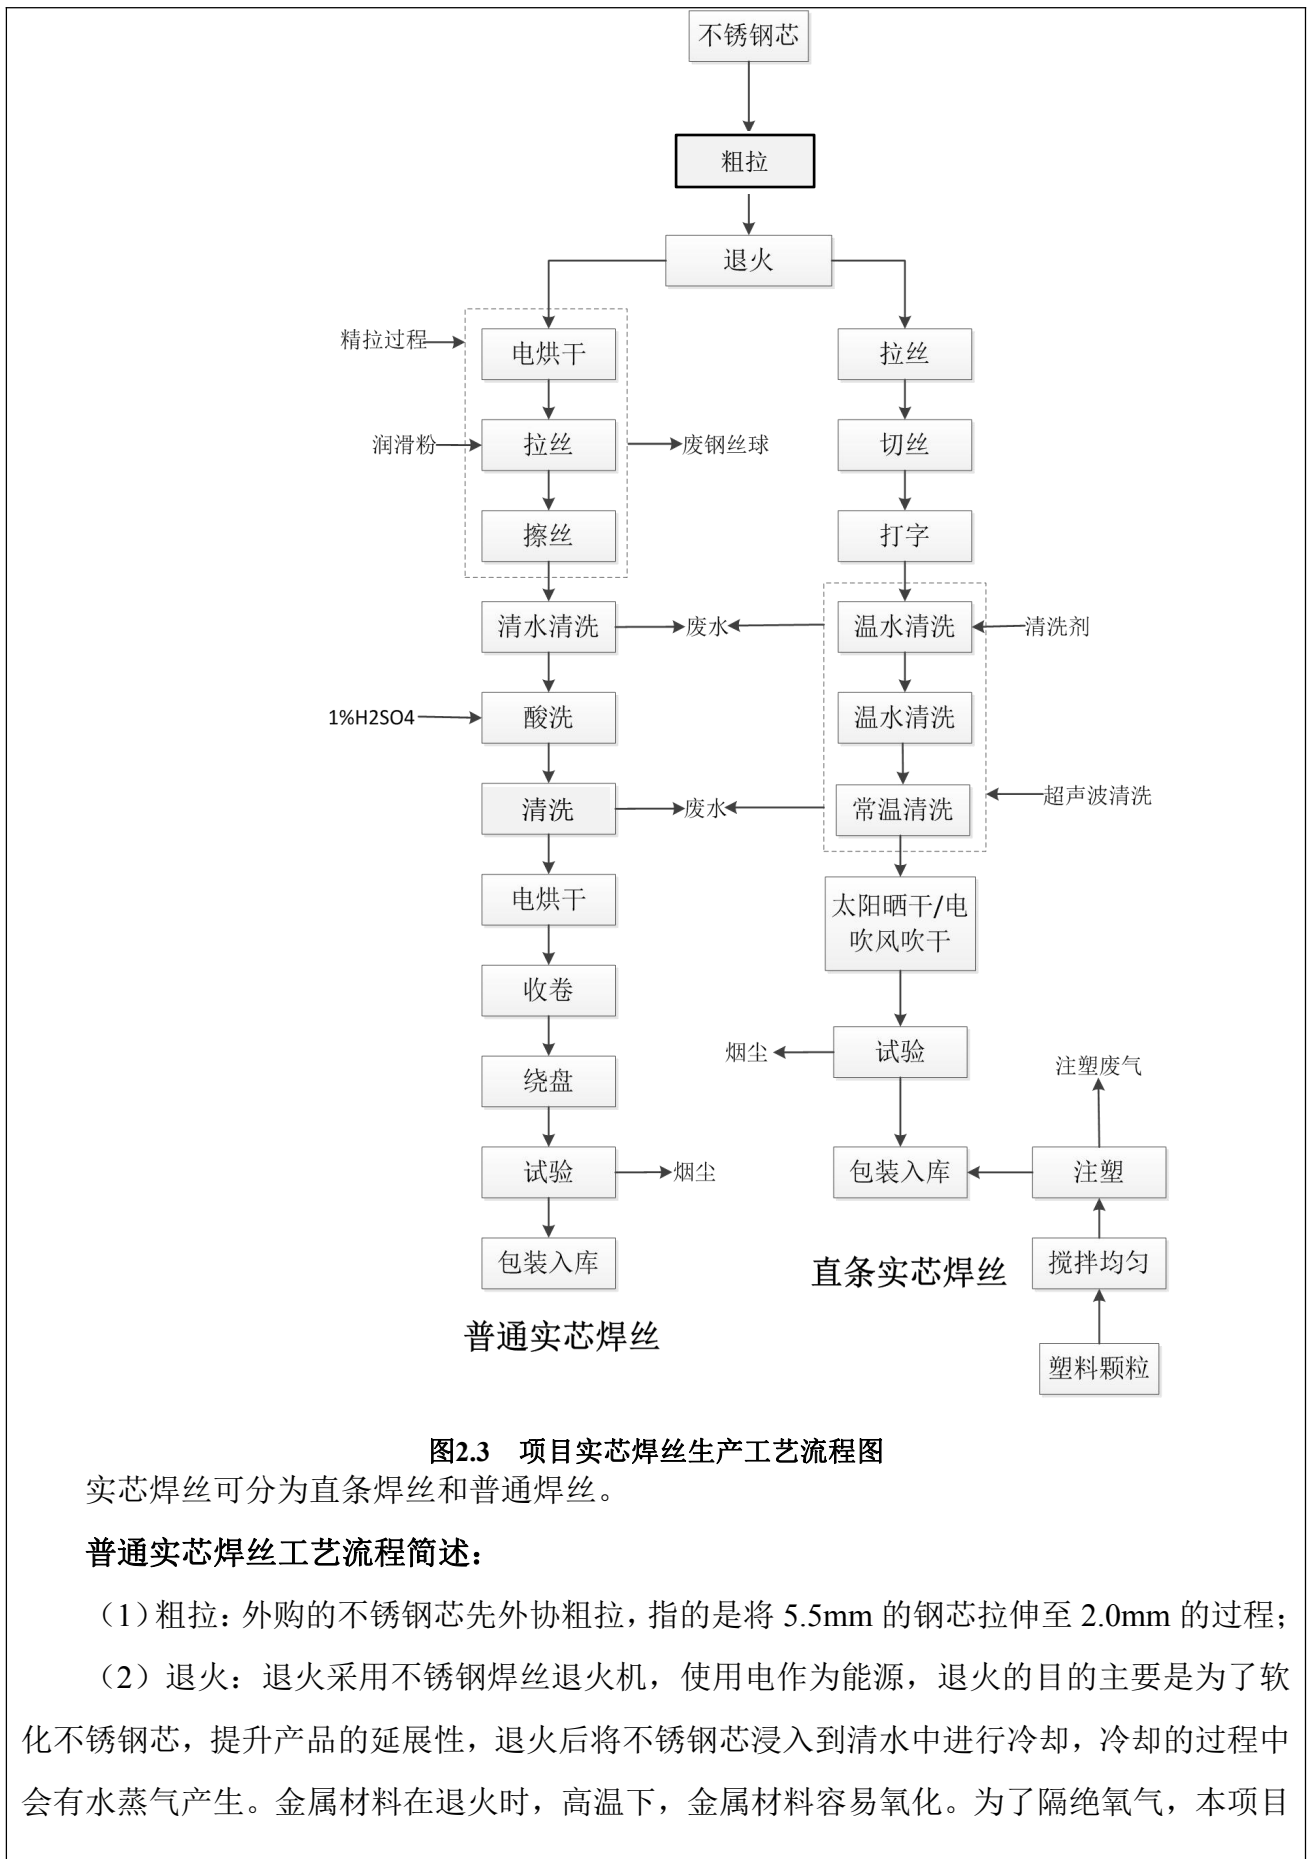 不锈钢芯
粗拉
退火
精拉过程
电烘干
拉丝
润滑粉
拉丝
废钢丝球
切丝
擦丝
打字
清水清洗
废水
温水清洗
清洗剂
1%H2SO4
酸洗
温水清洗
清洗
废水
常温清洗
超声波清洗
电烘干
太阳晒干/电
吹风吹干
收卷
烟尘
试验
注塑废气
绕盘
试验
烟尘
包装入库
注塑
包装入库
直条实芯焊丝
搅拌均匀
普通实芯焊丝
塑料颗粒
图2.3 项目实芯焊丝生产工艺流程图
实芯焊丝可分为直条焊丝和普通焊丝。
普通实芯焊丝工艺流程简述：
（1）粗拉：外购的不锈钢芯先外协粗拉，指的是将 5.5mm 的钢芯拉伸至 2.0mm 的过程；
（2）退火：退火采用不锈钢焊丝退火机，使用电作为能源，退火的目的主要是为了软
化不锈钢芯，提升产品的延展性，退火后将不锈钢芯浸入到清水中进行冷却，冷却的过程中
会有水蒸气产生。金属材料在退火时，高温下，金属材料容易氧化。为了隔绝氧气，本项目